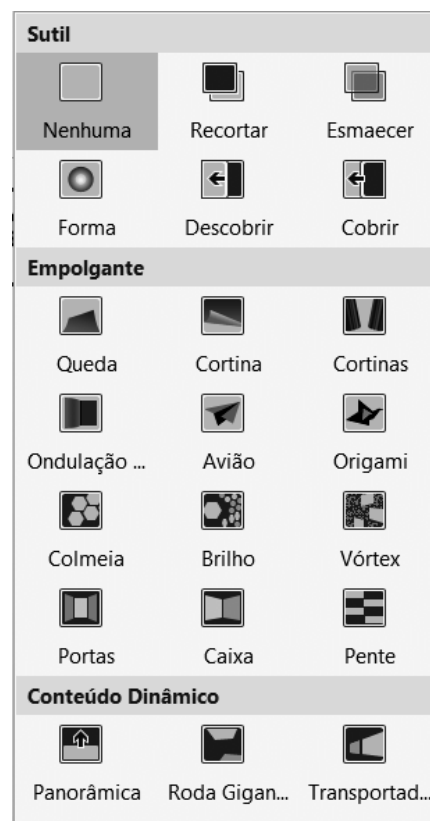 Sutil
Nenhuma Recortar Esmaecer
Forma Descobrir Cobrir
Empolgante
Queda Cortina Cortinas
Ondulação ... Avião Origami
Colmeia Brilho Vórtex
Portas Caixa Pente
Conteúdo Dinâmico
Panorâmica Roda Gigan... Transportad...